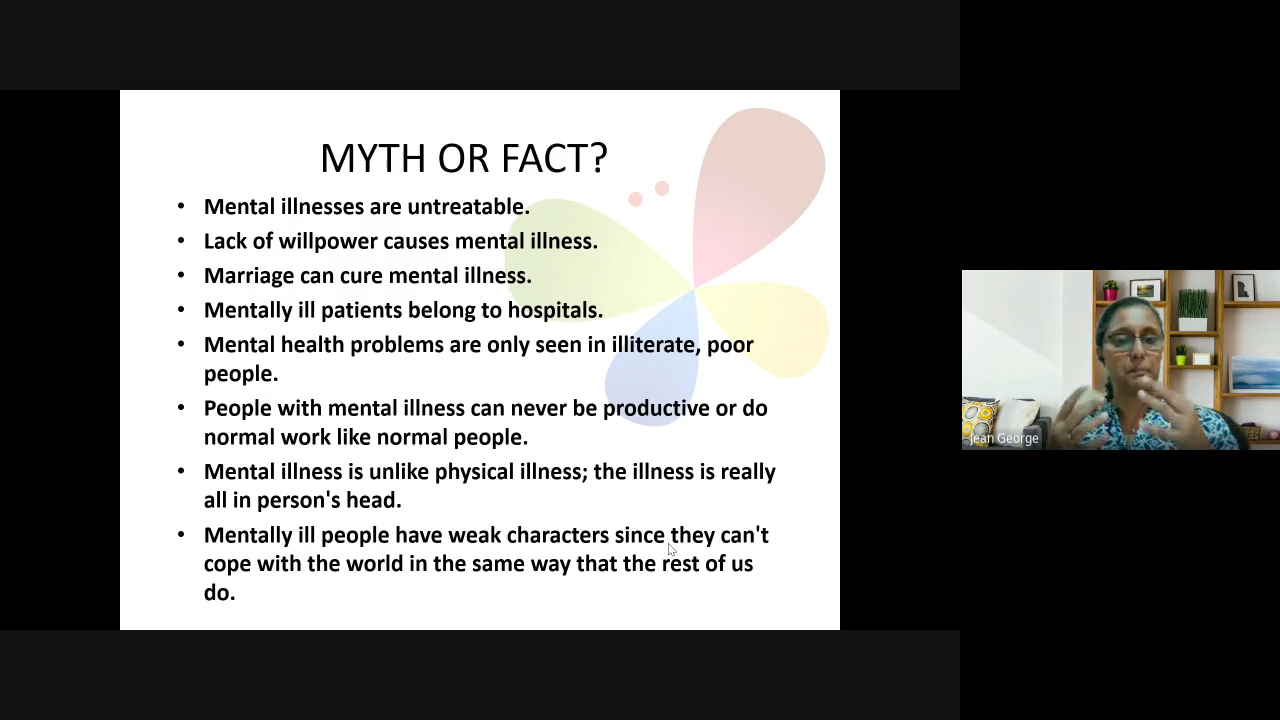 MYTH OR FACT?
• Mental illnesses are untreatable.
• Lack of willpower causes mental illness.
• Marriage can cure mental illness.
• Mentally ill patients belong to hospitals.
• Mental health problems are only seen in illiterate, poor
people.
• People with mental illness can never be productive or do
normal work like normal people.
• Mental illness is unlike physical illness; the illness is really
all in person's head.
• Mentally ill people have weak characters since they can't
cope with the world in the same way that the rest of us
do.
Jean George